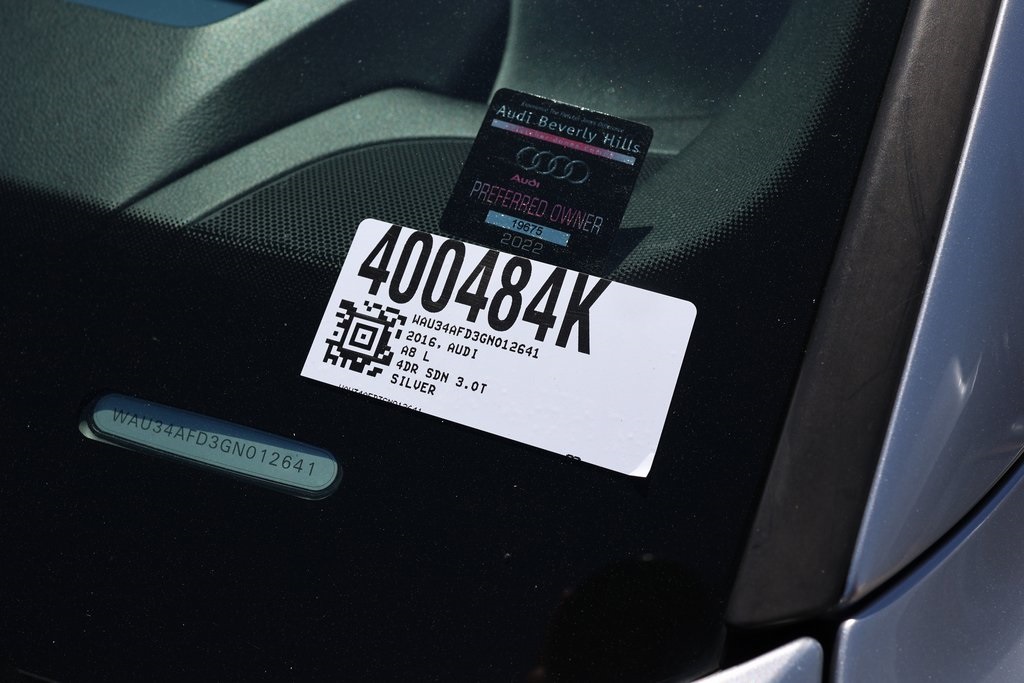 Audi Beverly Hills
Audi
PREFERRED OWNER
19675
2022
400484K
WAU34AFD3GN012641
2016, AUDI
A8 L
4DR SDN 3.0T
SILVER
WAU34AFD3GN012641
WAU34AFD3GN012641